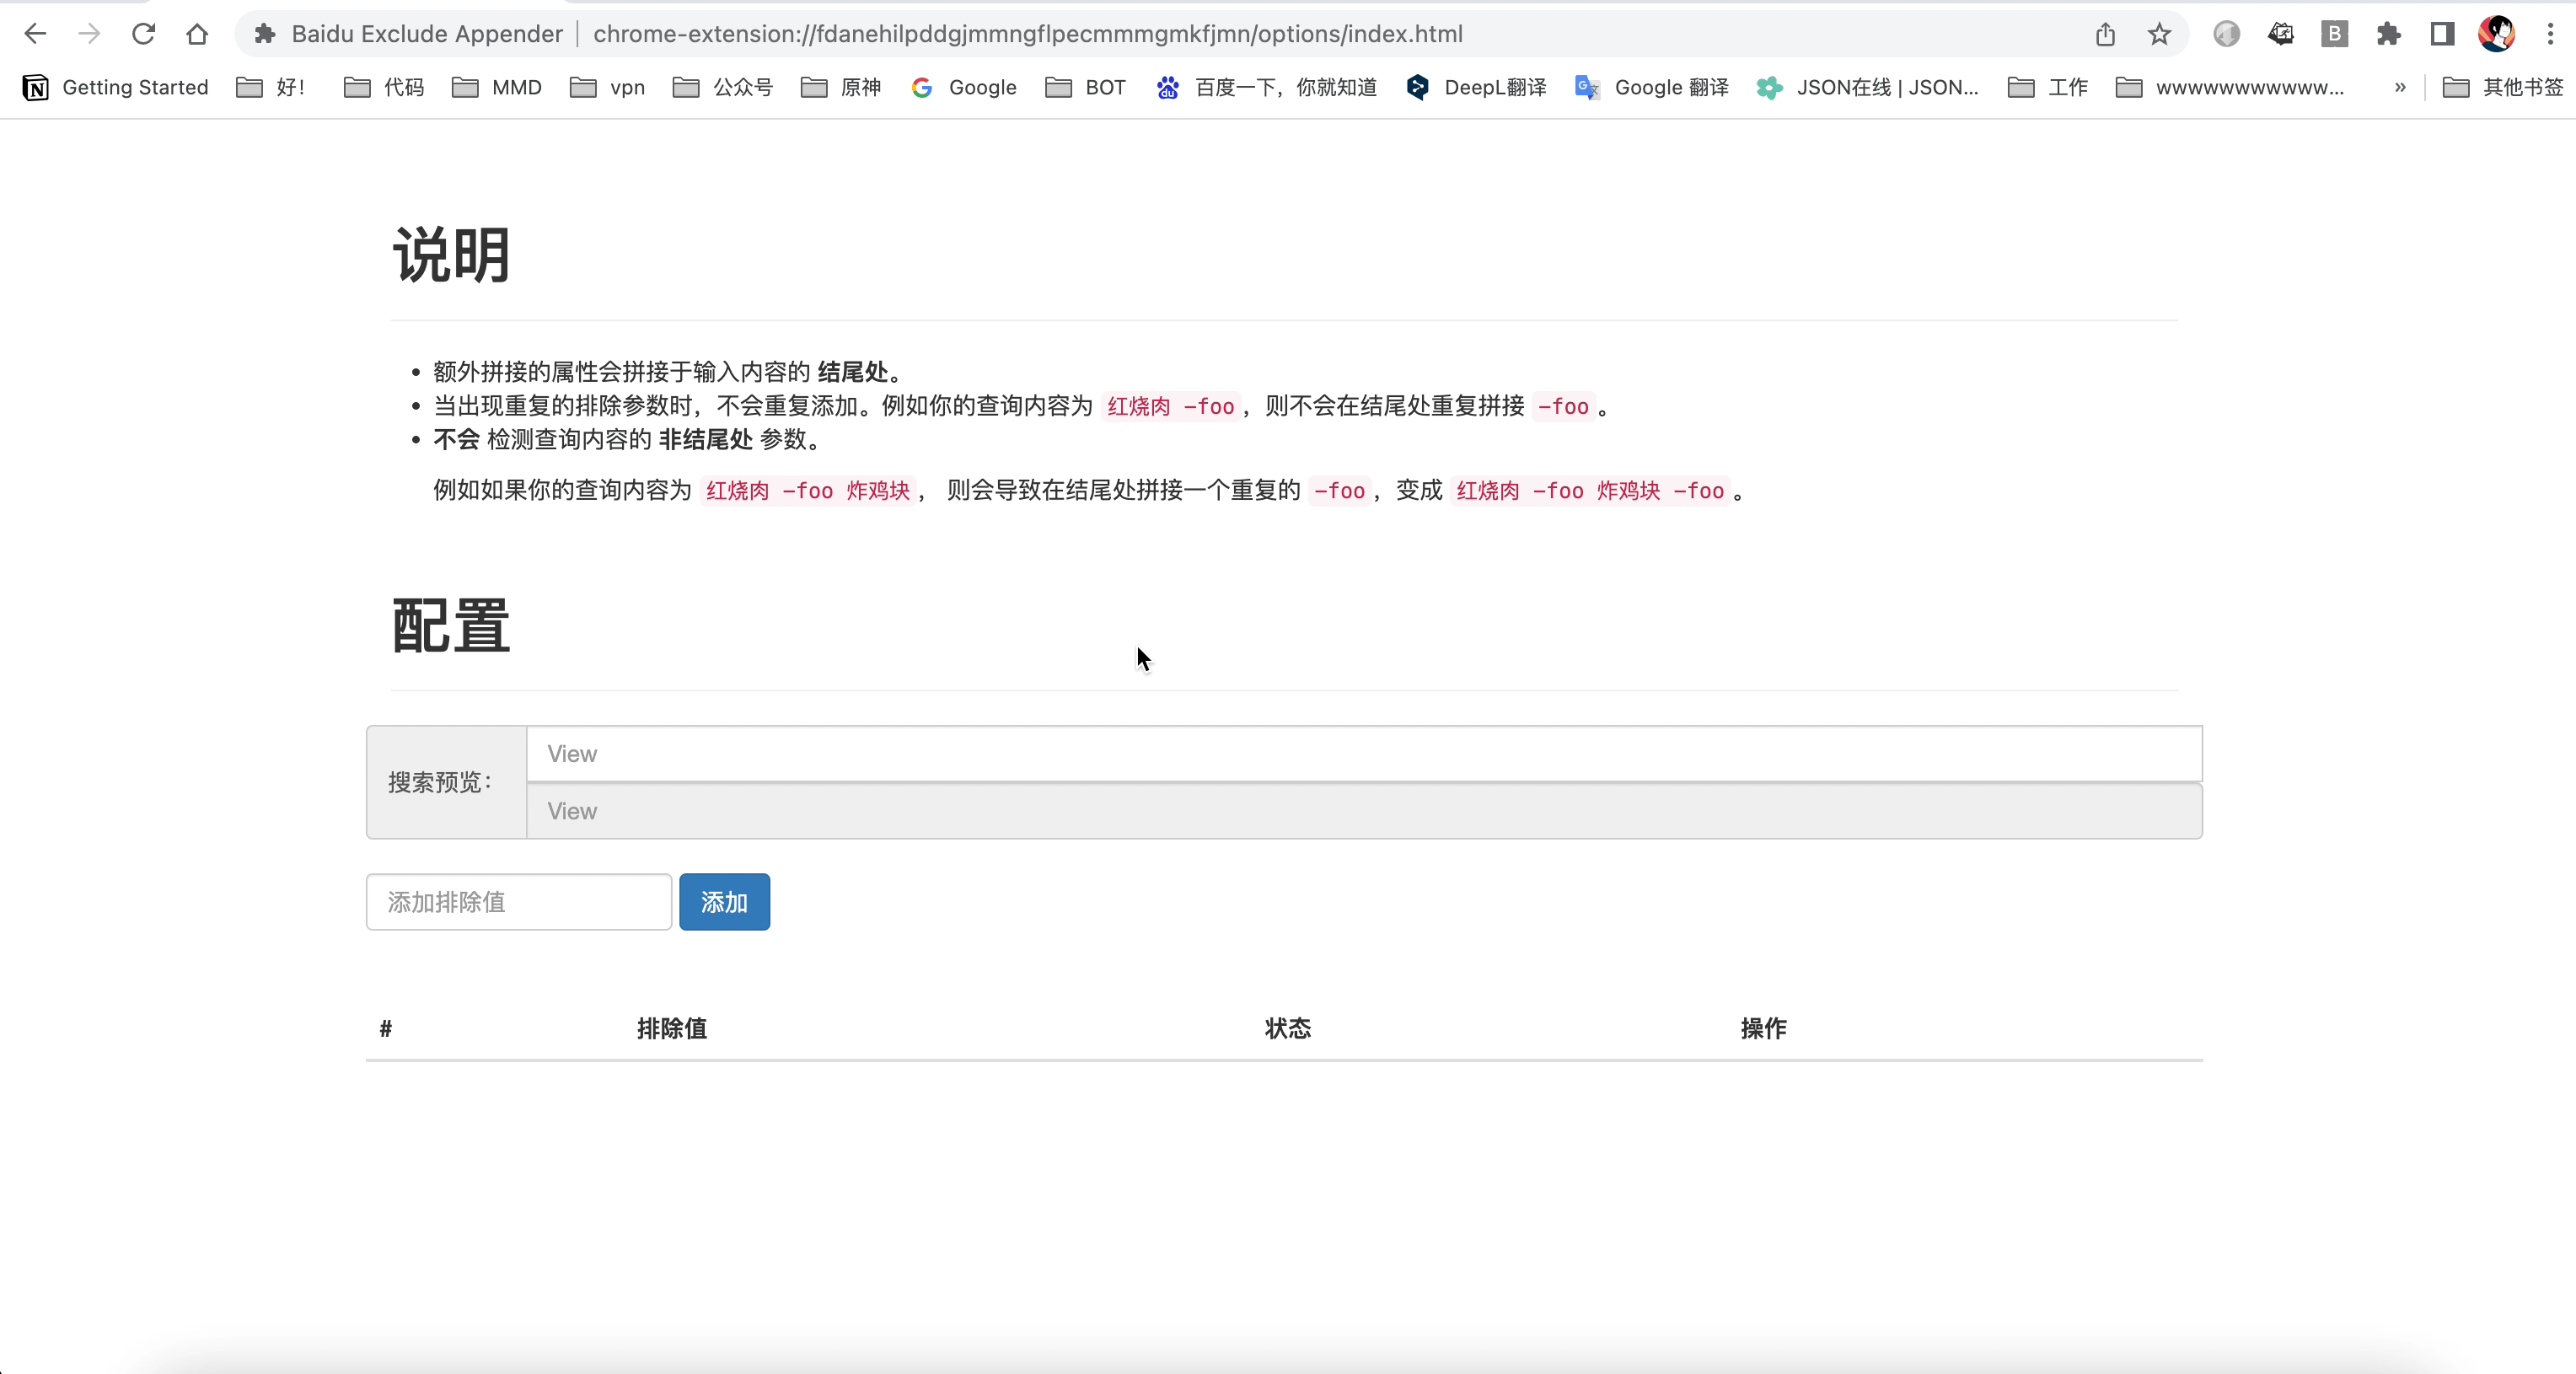 Baidu Exclude Appender | chrome-extension://fdanehilpddgjmmngflpecmmmgmkfjmn/options/index.html
B
Getting Started 好！ 代码 MMD vpn 公众号 原神 Google BOT 百度一下，你就知道 DeepL翻译 Google 翻译 JSON在线 | JSON... 工作 wwwwwwwwwww... » 其他书签
说明
• 额外拼接的属性会拼接于输入内容的 结尾处。
• 当出现重复的排除参数时，不会重复添加。例如你的查询内容为 红烧肉 -foo，则不会在结尾处重复拼接 -foo。
• 不会 检测查询内容的 非结尾处 参数。
例如如果你的查询内容为 红烧肉 -foo 炸鸡块， 则会导致在结尾处拼接一个重复的 -foo，变成 红烧肉 -foo 炸鸡块 -foo。
配置
搜索预览：
View
View
添加排除值 添加
# 排除值 状态 操作